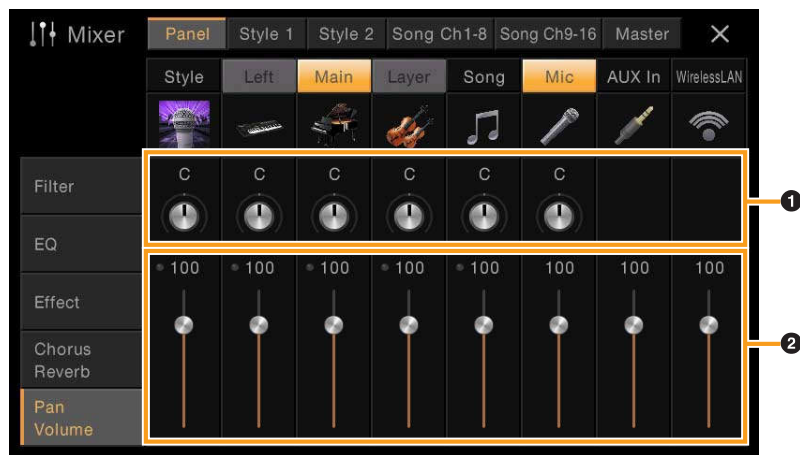 Mixer Panel Style 1 Style 2 Song Ch1-8 Song Ch9-16 Master
Style Left Main Layer Song Mic AUX In WirelessLAN
Filter
C C C C C C
1
EQ
100 100 100 100 100 100 100 100
Effect
2
Chorus
Reverb
Pan
Volume